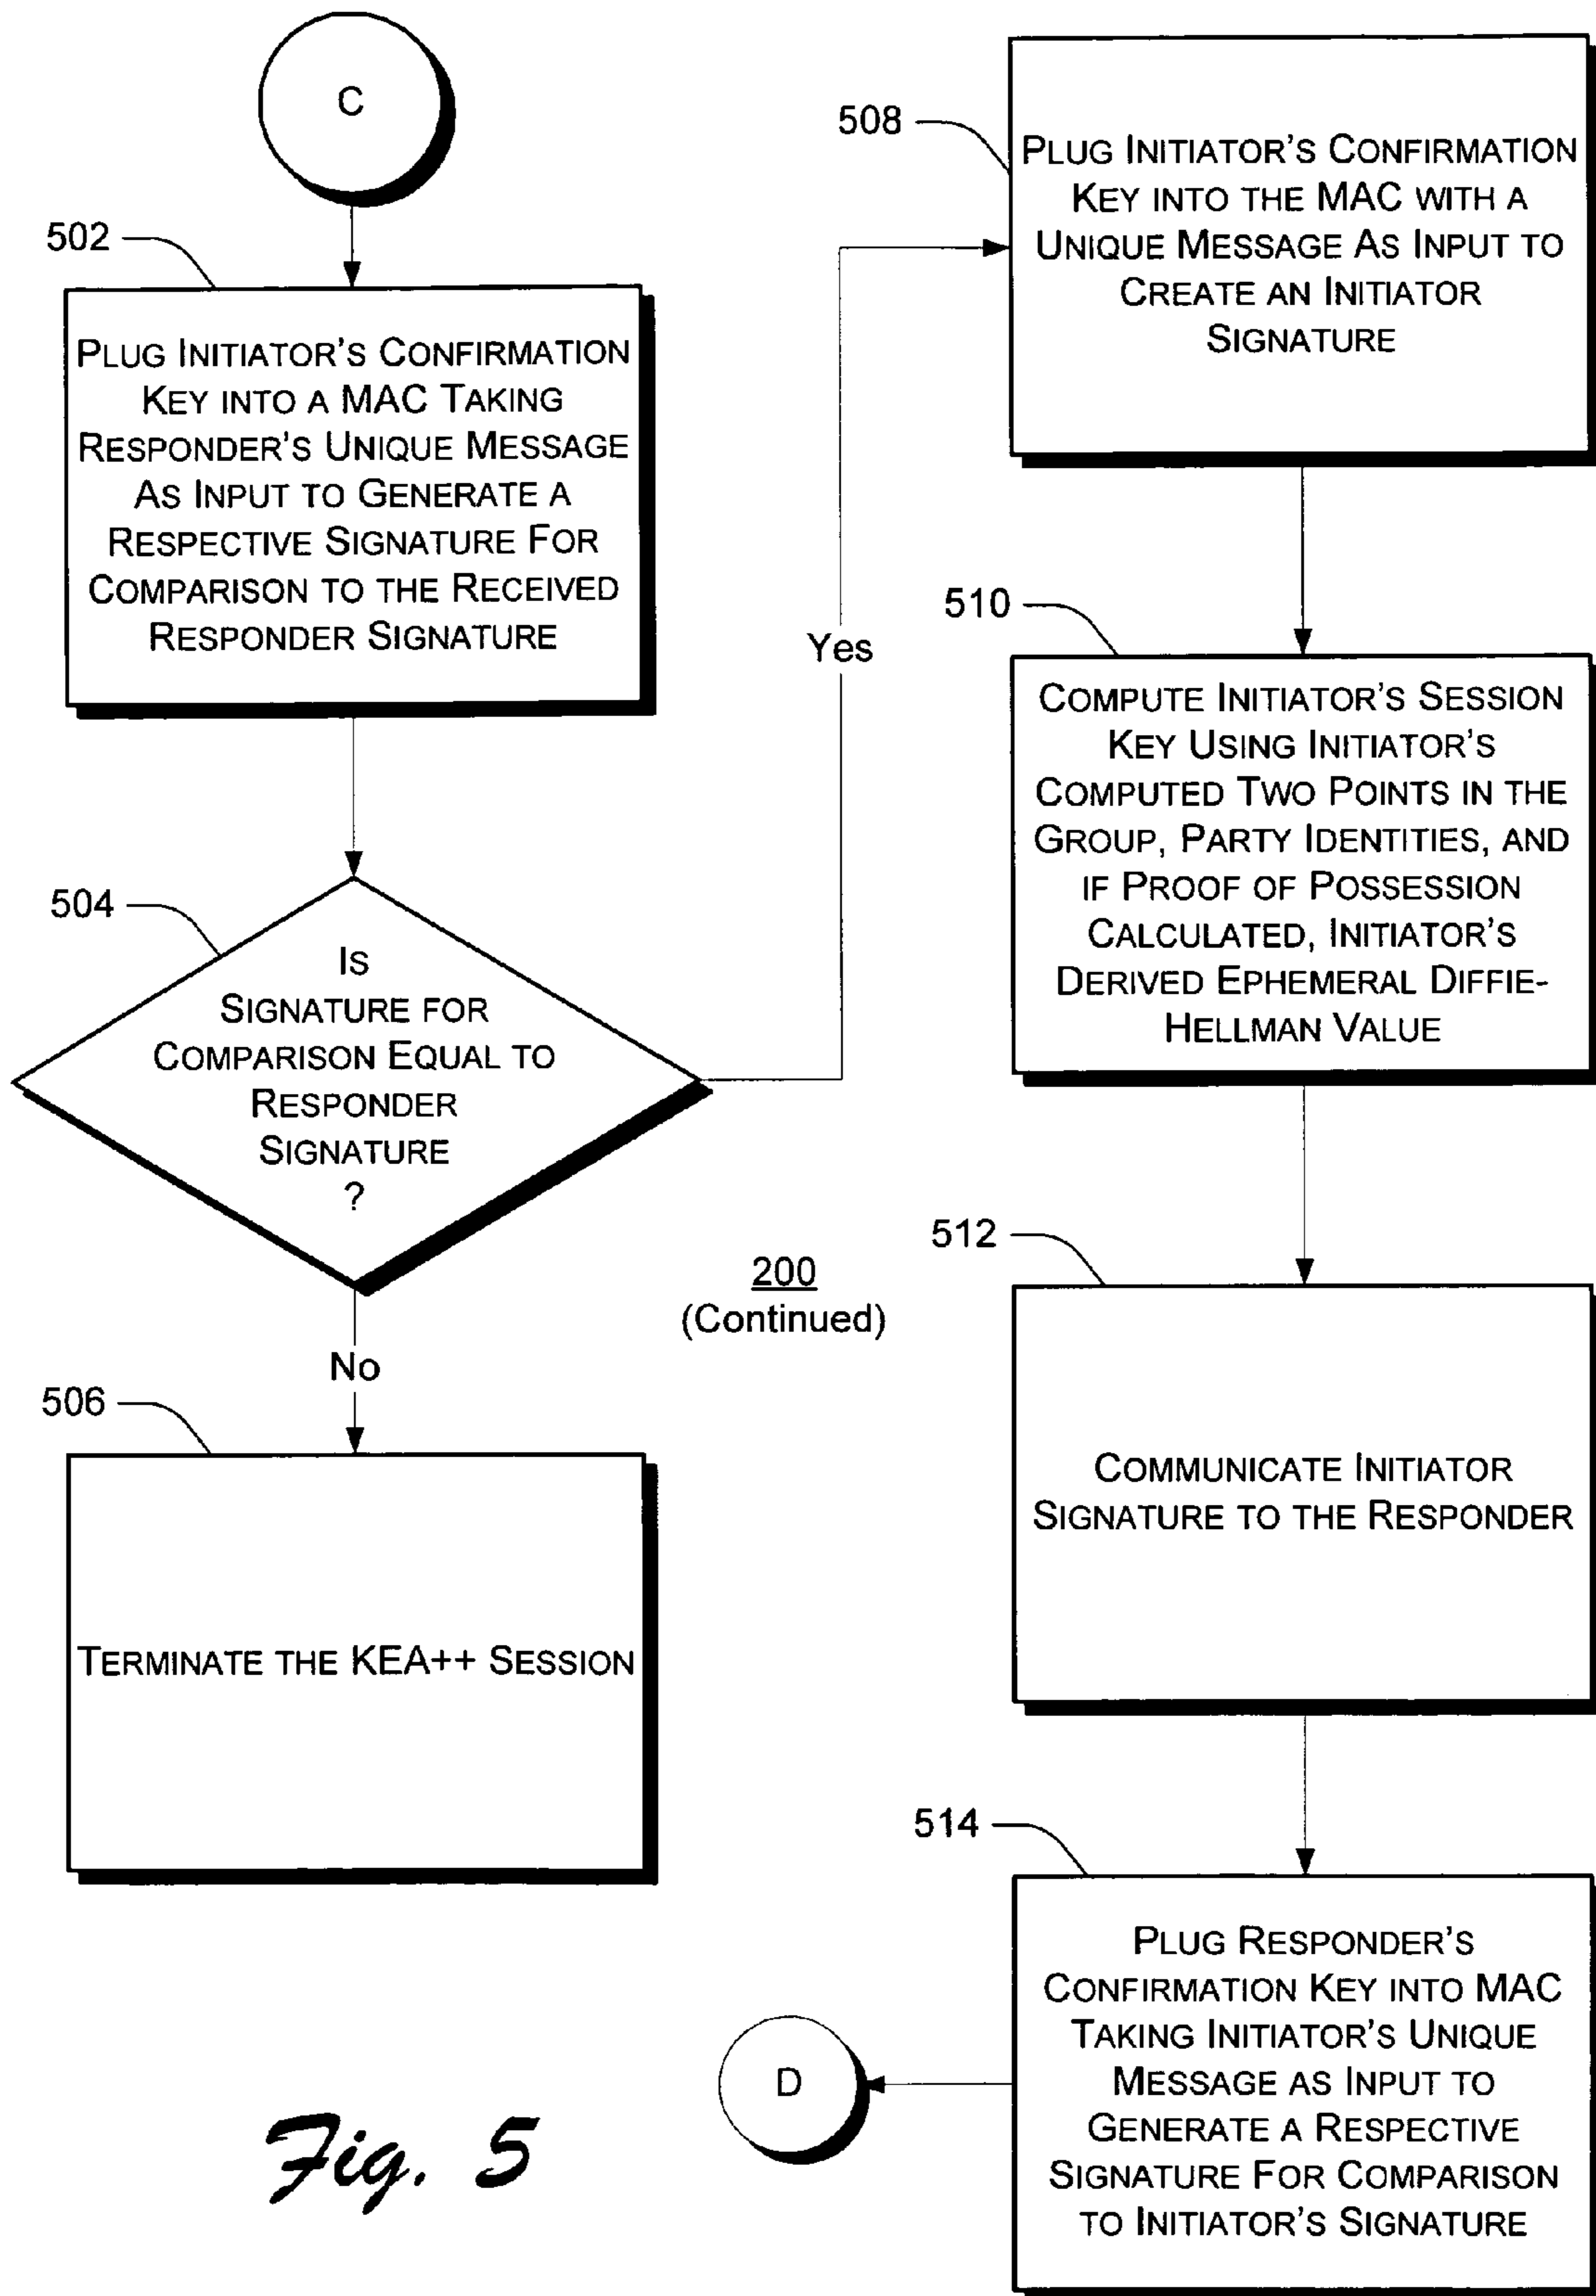 C
502
PLUG INITIATOR'S CONFIRMATION
KEY INTO A MAC TAKING
RESPONDER'S UNIQUE MESSAGE
AS INPUT TO GENERATE A
RESPECTIVE SIGNATURE FOR
COMPARISON TO THE RECEIVED
RESPONDER SIGNATURE
504
IS
SIGNATURE FOR
COMPARISON EQUAL TO
RESPONDER
SIGNATURE
?
No
506
TERMINATE THE KEA++ SESSION
Yes
200
(Continued)
508
PLUG INITIATOR'S CONFIRMATION
KEY INTO THE MAC WITH A
UNIQUE MESSAGE AS INPUT TO
CREATE AN INITIATOR
SIGNATURE
510
COMPUTE INITIATOR'S SESSION
KEY USING INITIATOR'S
COMPUTED TWO POINTS IN THE
GROUP, PARTY IDENTITIES, AND
IF PROOF OF POSSESSION
CALCULATED, INITIATOR'S
DERIVED EPHEMERAL DIFFIE-
HELLMAN VALUE
512
COMMUNICATE INITIATOR
SIGNATURE TO THE RESPONDER
514
PLUG RESPONDER'S
CONFIRMATION KEY INTO MAC
TAKING INITIATOR'S UNIQUE
MESSAGE AS INPUT TO
GENERATE A RESPECTIVE
SIGNATURE FOR COMPARISON
TO INITIATOR'S SIGNATURE
D
Fig. 5